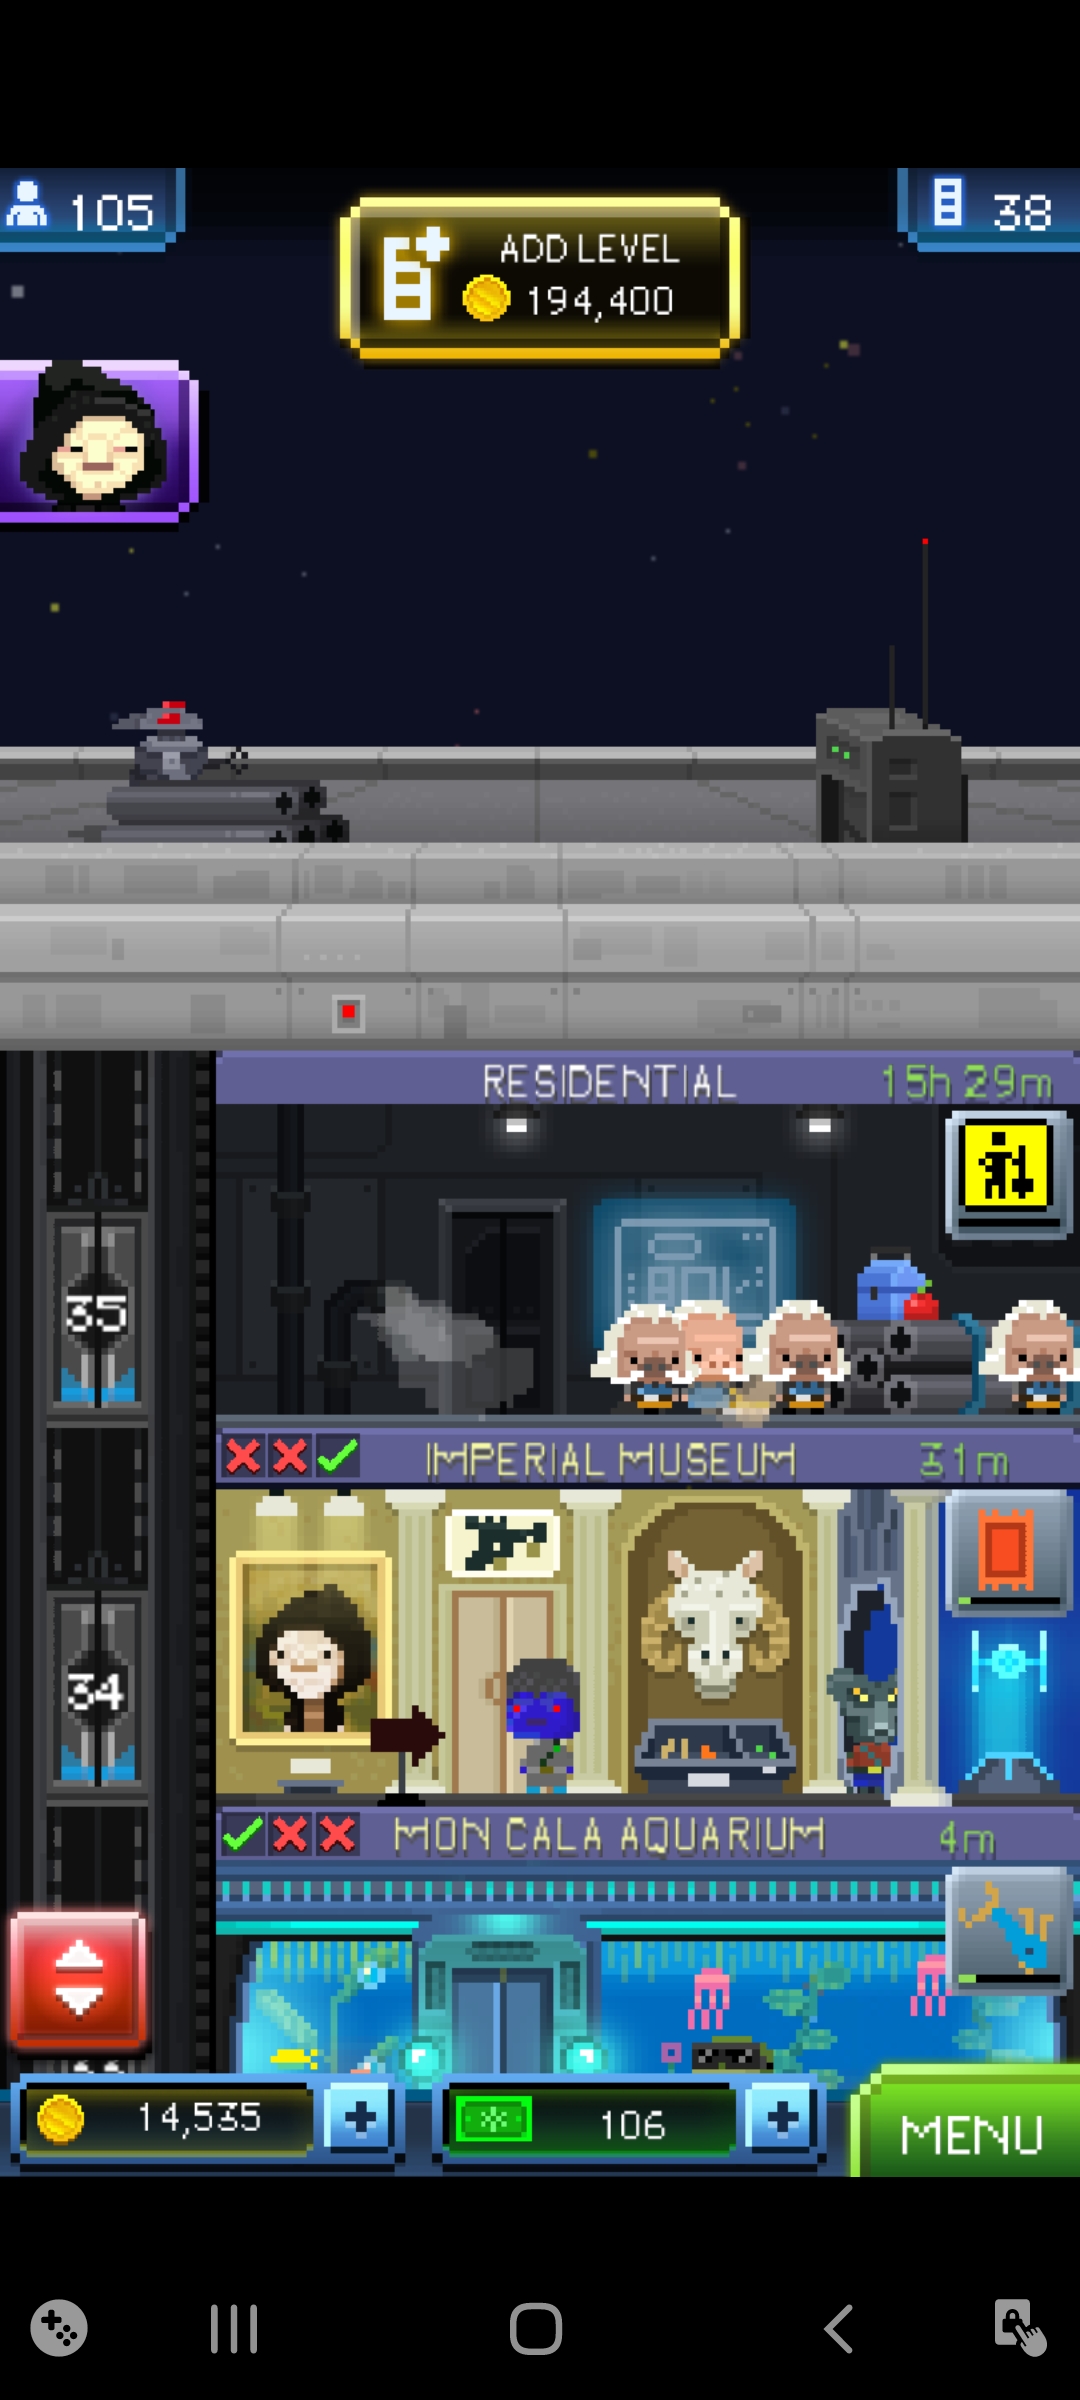 105
38
ADD LEVEL
194,400
RESIDENTIAL 15h 29m
35
IMPERIAL MUSEUM 31m
34
MON CALA AQUARIUM 4m
14,535
106
MENU